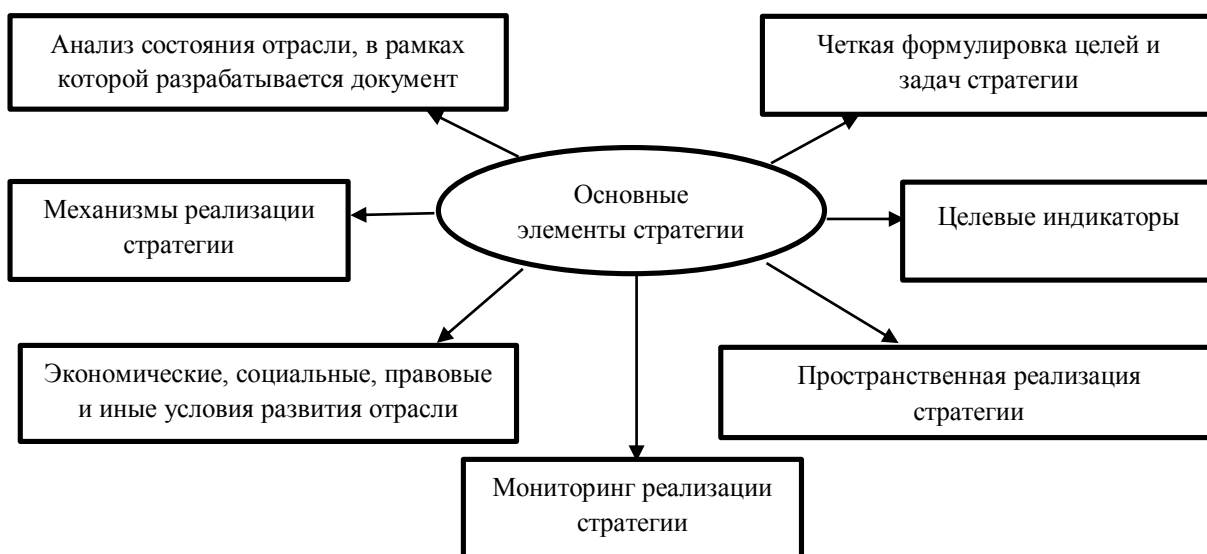 Анализ состояния отрасли, в рамках
которой разрабатывается документ
Четкая формулировка целей и
задач стратегии
Основные
элементы стратегии
Механизмы реализации
стратегии
Целевые индикаторы
Экономические, социальные, правовые
и иные условия развития отрасли
Пространственная реализация
стратегии
Мониторинг реализации
стратегии